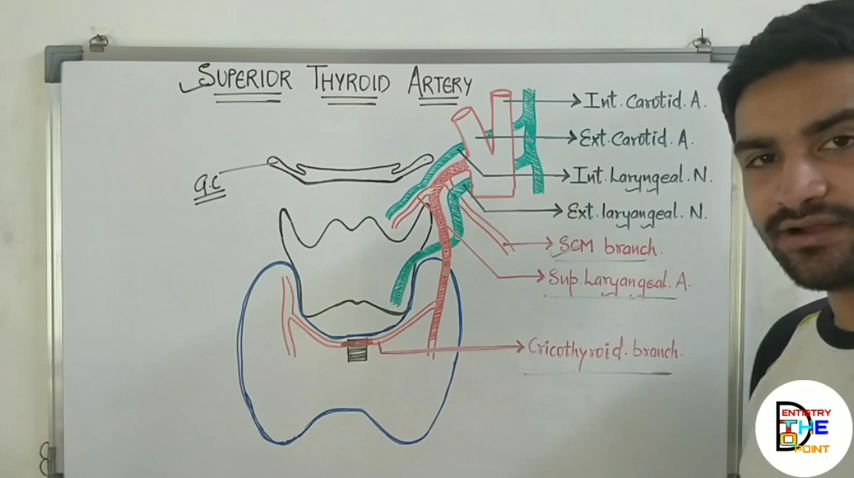 SUPERIOR THYROID ARTERY
G.C
Int. Carotid. A.
Ext. Carotid. A.
Int. Laryngeal. N.
Ext. laryangeal. N.
SCM branch.
Sup. Laryangeal. A.
Cricothyroid. branch.
DENTISTRY
THE
TO
POINT